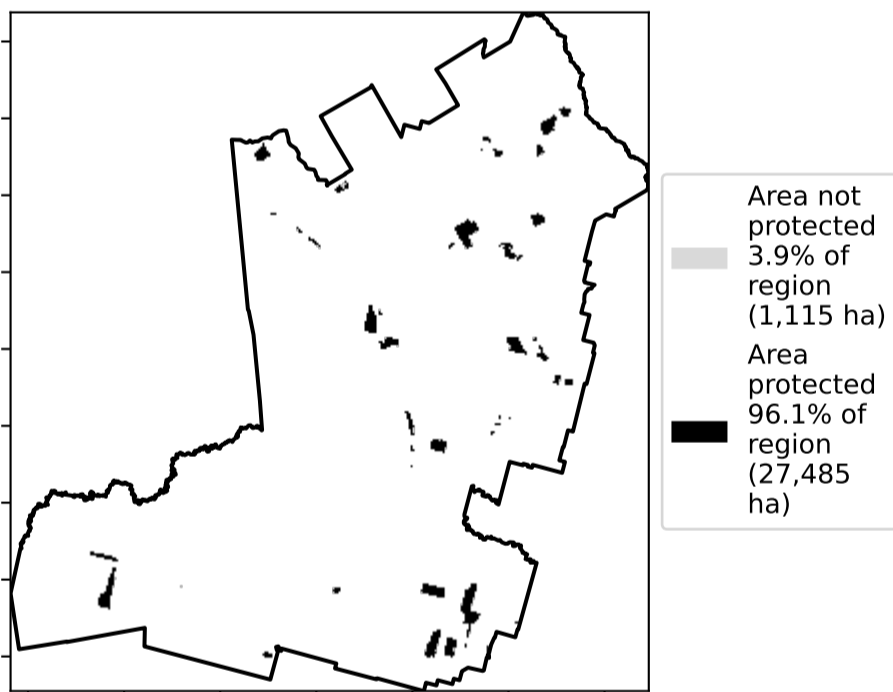 Area not
protected
3.9% of
region
(1,115 ha)
Area
protected
96.1% of
region
(27,485
ha)